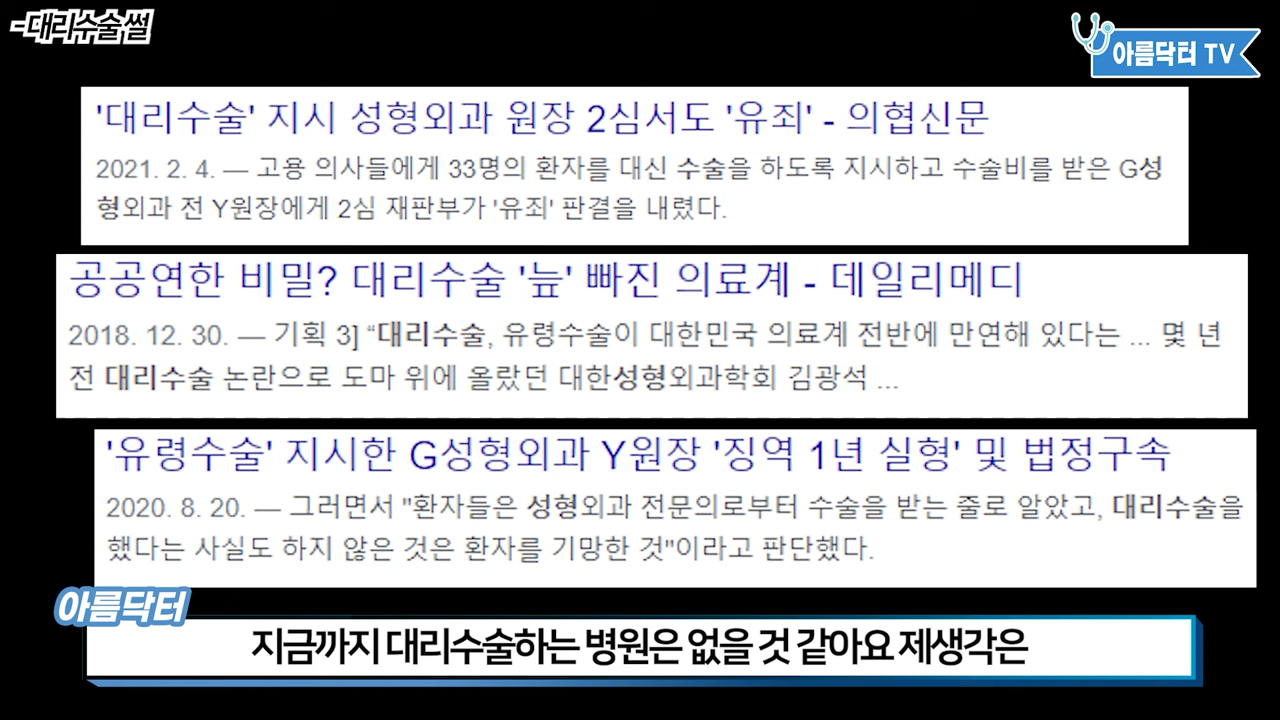 -대리수술썰
아름닥터 TV
'대리수술' 지시 성형외과 원장 2심서도 '유죄' - 의협신문
2021. 2. 4. — 고용 의사들에게 33명의 환자를 대신 수술을 하도록 지시하고 수술비를 받은 G성
형외과 전 Y원장에게 2심 재판부가 '유죄' 판결을 내렸다.
공공연한 비밀? 대리수술 '늪' 빠진 의료계 - 데일리메디
2018. 12. 30. — 기획 3] “대리수술, 유령수술이 대한민국 의료계 전반에 만연해 있다는 ... 몇 년
전 대리수술 논란으로 도마 위에 올랐던 대한성형외과학회 김광석 ...
'유령수술' 지시한 G성형외과 Y원장 '징역 1년 실형' 및 법정구속
2020. 8. 20. — 그러면서 "환자들은 성형외과 전문의로부터 수술을 받는 줄로 알았고, 대리수술을
했다는 사실도 하지 않은 것은 환자를 기망한 것"이라고 판단했다.
아름닥터
지금까지 대리수술하는 병원은 없을 것 같아요 제생각은